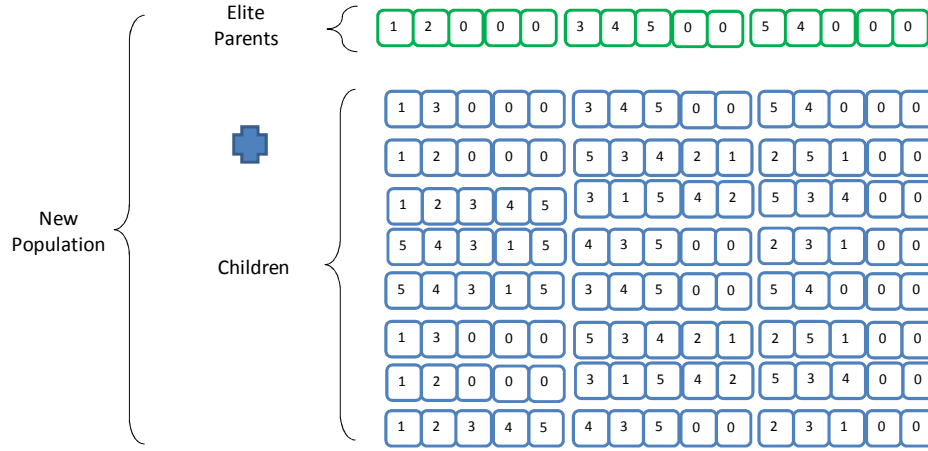 Elite
Parents
1 2 0 0 0 3 4 5 0 0 5 4 0 0 0
1 3 0 0 0 3 4 5 0 0 5 4 0 0 0
1 2 0 0 0 5 3 4 2 1 2 5 1 0 0
1 2 3 4 5 3 1 5 4 2 5 3 4 0 0
New
Population
5 4 3 1 5 4 3 5 0 0 2 3 1 0 0
Children
5 4 3 1 5 3 4 5 0 0 5 4 0 0 0
1 3 0 0 0 5 3 4 2 1 2 5 1 0 0
1 2 0 0 0 3 1 5 4 2 5 3 4 0 0
1 2 3 4 5 4 3 5 0 0 2 3 1 0 0